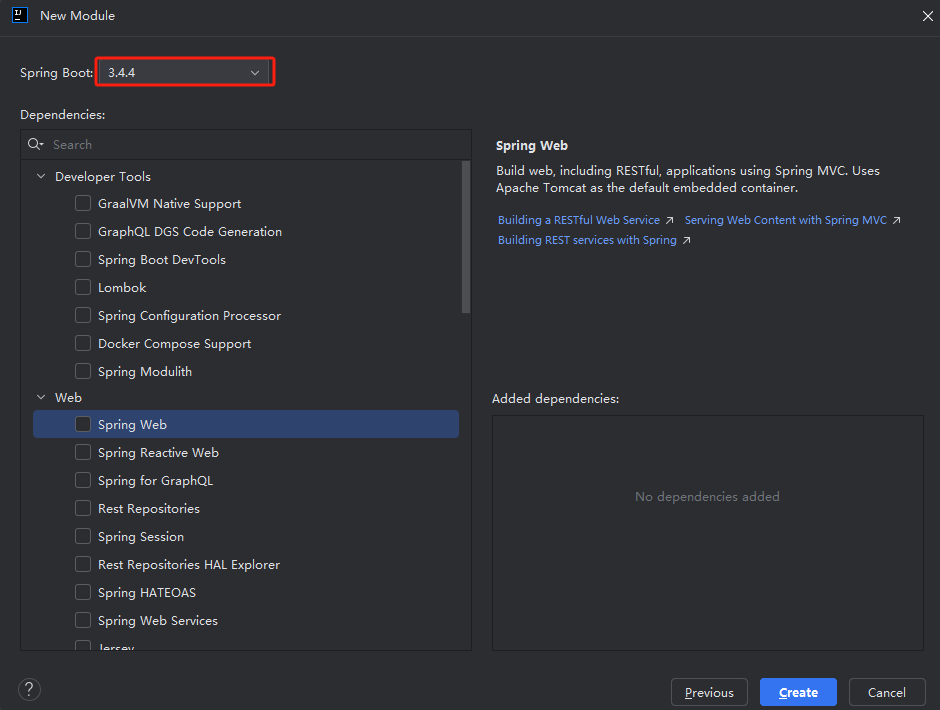 New Module
Spring Boot: 3.4.4
Dependencies:
Search
Developer Tools
GraalVM Native Support
GraphQL DGS Code Generation
Spring Boot DevTools
Lombok
Spring Configuration Processor
Docker Compose Support
Spring Modulith
Web
Spring Web
Spring Reactive Web
Spring for GraphQL
Rest Repositories
Spring Session
Rest Repositories HAL Explorer
Spring HATEOAS
Spring Web Services
Jersey
Spring Web
Build web, including RESTful, applications using Spring MVC. Uses
Apache Tomcat as the default embedded container.
Building a RESTful Web Service ↗ Serving Web Content with Spring MVC ↗
Building REST services with Spring ↗
Added dependencies:
No dependencies added
? Previous Create Cancel